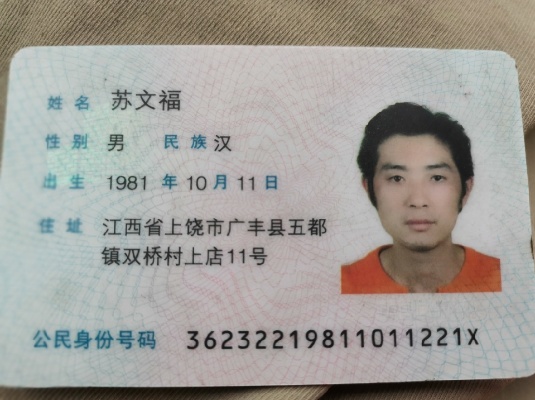 姓名 苏文福
性别 男 民族 汉
出生 1981 年 10 月 11 日
住址 江西省上饶市广丰县五都
镇双桥村上店11号
公民身份号码 36232219811011221X